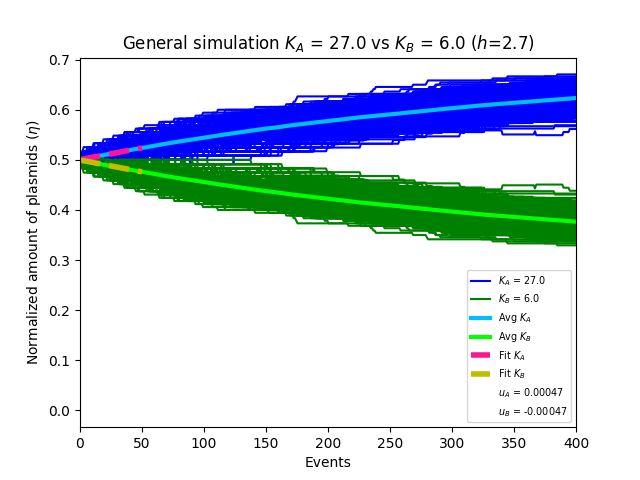 General simulation K_A = 27.0 vs K_B = 6.0 (h=2.7)
Normalized amount of plasmids (η)
0.7
0.6
0.5
0.4
0.3
0.2
0.1
0.0
K_A = 27.0
K_B = 6.0
Avg K_A
Avg K_B
Fit K_A
Fit K_B
u_A = 0.00047
u_B = -0.00047
0 50 100 150 200 250 300 350 400
Events